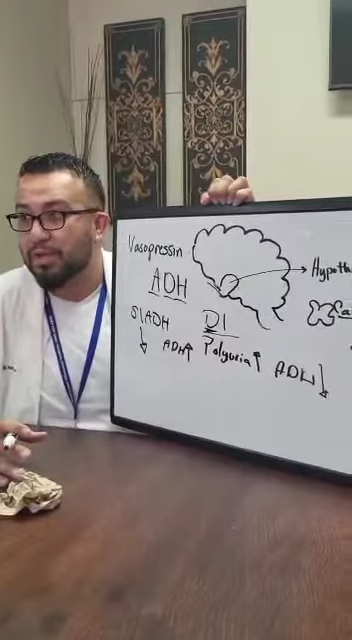 Vasopressin
ADH
Hypoth
SIADH
DI
↓ ADH↑ Polyuria↑ ADH↓